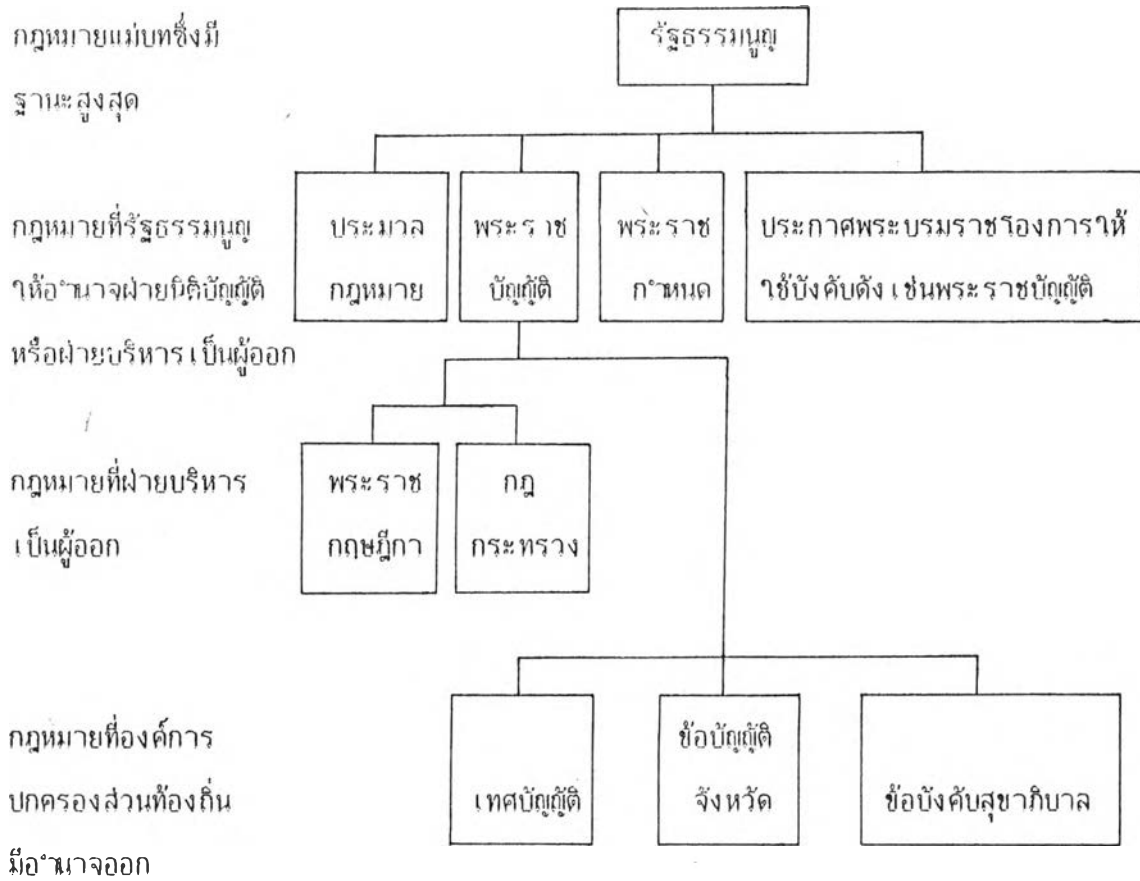 กฎหมายแม่บทซึ่งมี
ฐานะสูงสุด
รัฐธรรมนูญ
กฎหมายที่รัฐธรรมนูญ
ให้อำนาจฝ่ายนิติบัญญัติ
หรือฝ่ายบริหารเป็นผู้ออก
ประมวล
กฎหมาย
พระราช
บัญญัติ
พระราช
กำหนด
ประกาศพระบรมราชโองการให้
ใช้บังคับดังเช่นพระราชบัญญัติ
กฎหมายที่ฝ่ายบริหาร
เป็นผู้ออก
พระราช
กฤษฎีกา
กฎ
กระทรวง
กฎหมายที่องค์การ
ปกครองส่วนท้องถิ่น
มีอำนาจออก
เทศบัญญัติ
ข้อบัญญัติ
จังหวัด
ข้อบังคับสุขาภิบาล